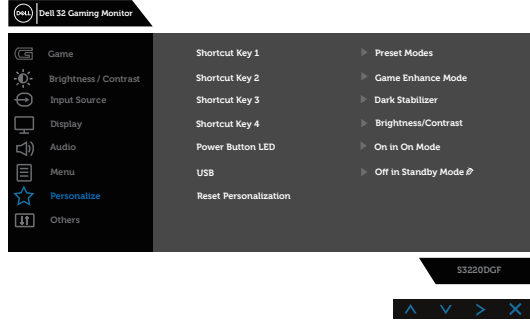 DELL Dell 32 Gaming Monitor
Game
Brightness / Contrast
Input Source
Display
Audio
Menu
Personalize
Others
Shortcut Key 1 Preset Modes
Shortcut Key 2 Game Enhance Mode
Shortcut Key 3 Dark Stabilizer
Shortcut Key 4 Brightness/Contrast
Power Button LED On in On Mode
USB Off in Standby Mode
Reset Personalization
S3220DGF